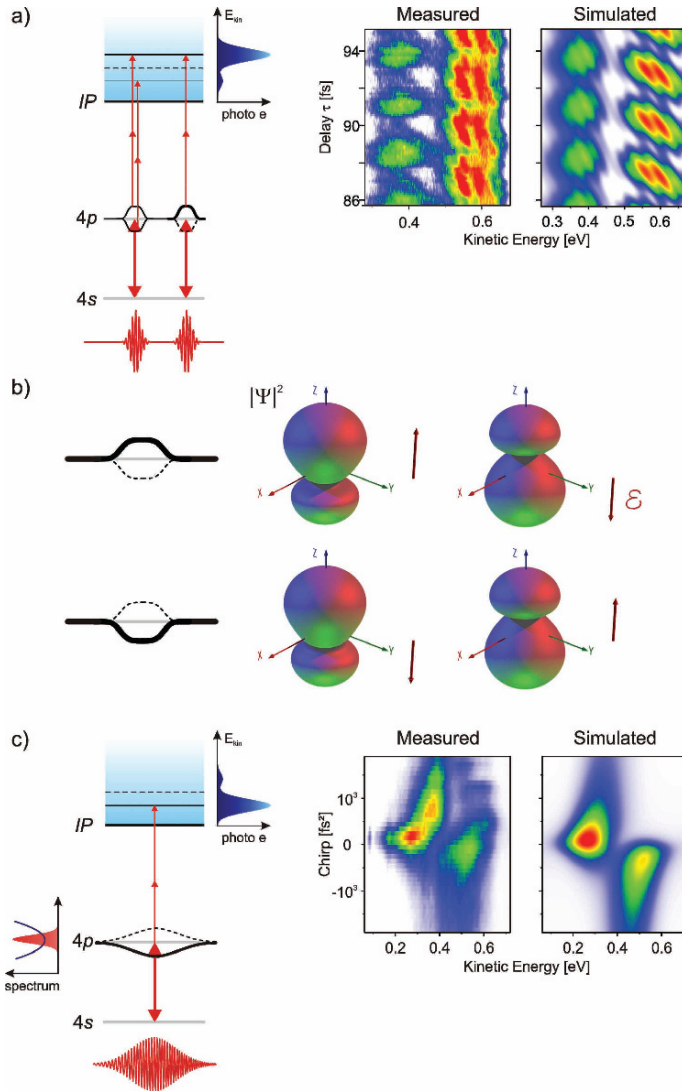 a)
E_kin
photo e
IP
4p
4s
Measured
Simulated
Delay τ [fs]
94
90
86
0.4
0.6
0.3
0.4
0.5
0.6
Kinetic Energy [eV]
b)
|Ψ|²
Z
X
Y
Z
X
Y
ℰ
Z
X
Y
Z
X
Y
c)
E_kin
photo e
IP
4p
spectrum
4s
Measured
Simulated
Chirp [fs²]
10³
0
-10³
0.2
0.4
0.6
0.2
0.4
0.6
Kinetic Energy [eV]